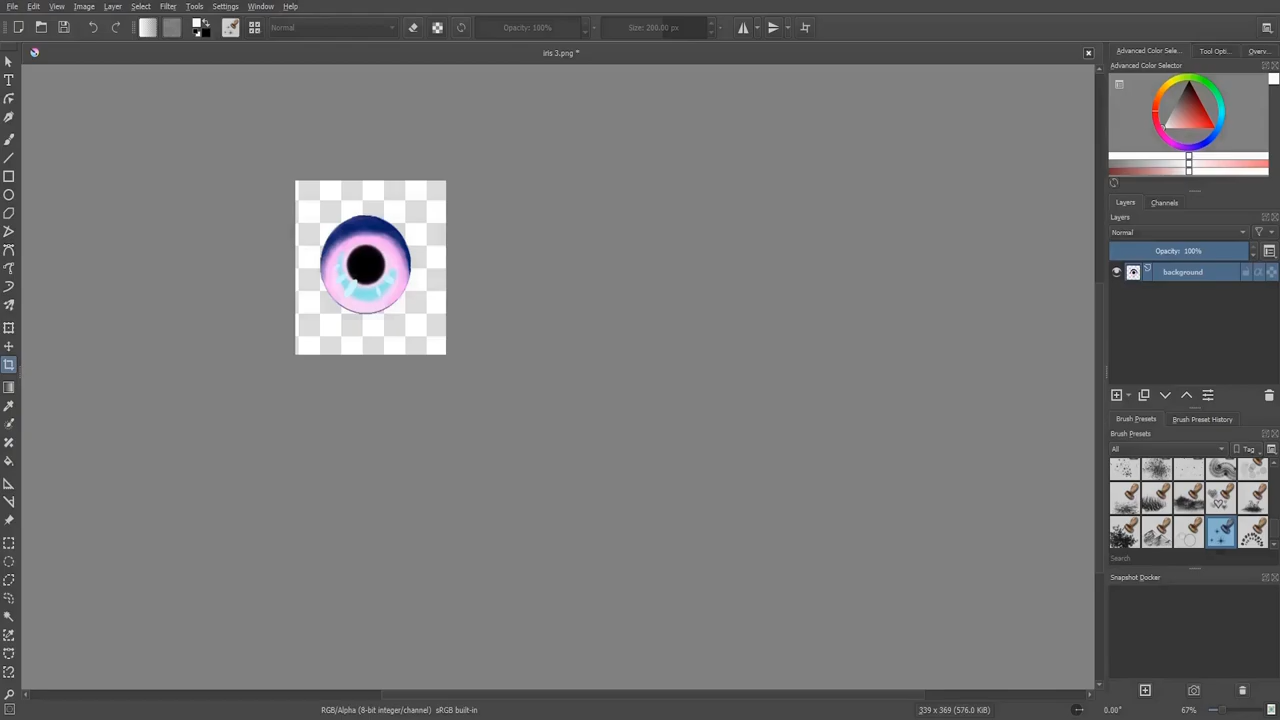 File Edit View Image Layer Select Filter Tools Settings Window Help
Normal Opacity: 100% Size: 200.00 px
iris 3.png *
Advanced Color Sele... Tool Opti... Overv...
Advanced Color Selector
Layers Channels
Layers
Normal
Opacity: 100%
background
Brush Presets Brush Preset History
Brush Presets
All Tag
Search
Snapshot Docker
RGB/Alpha (8-bit integer/channel) sRGB built-in 339 x 369 (576.0 KiB) 0.00° 67%